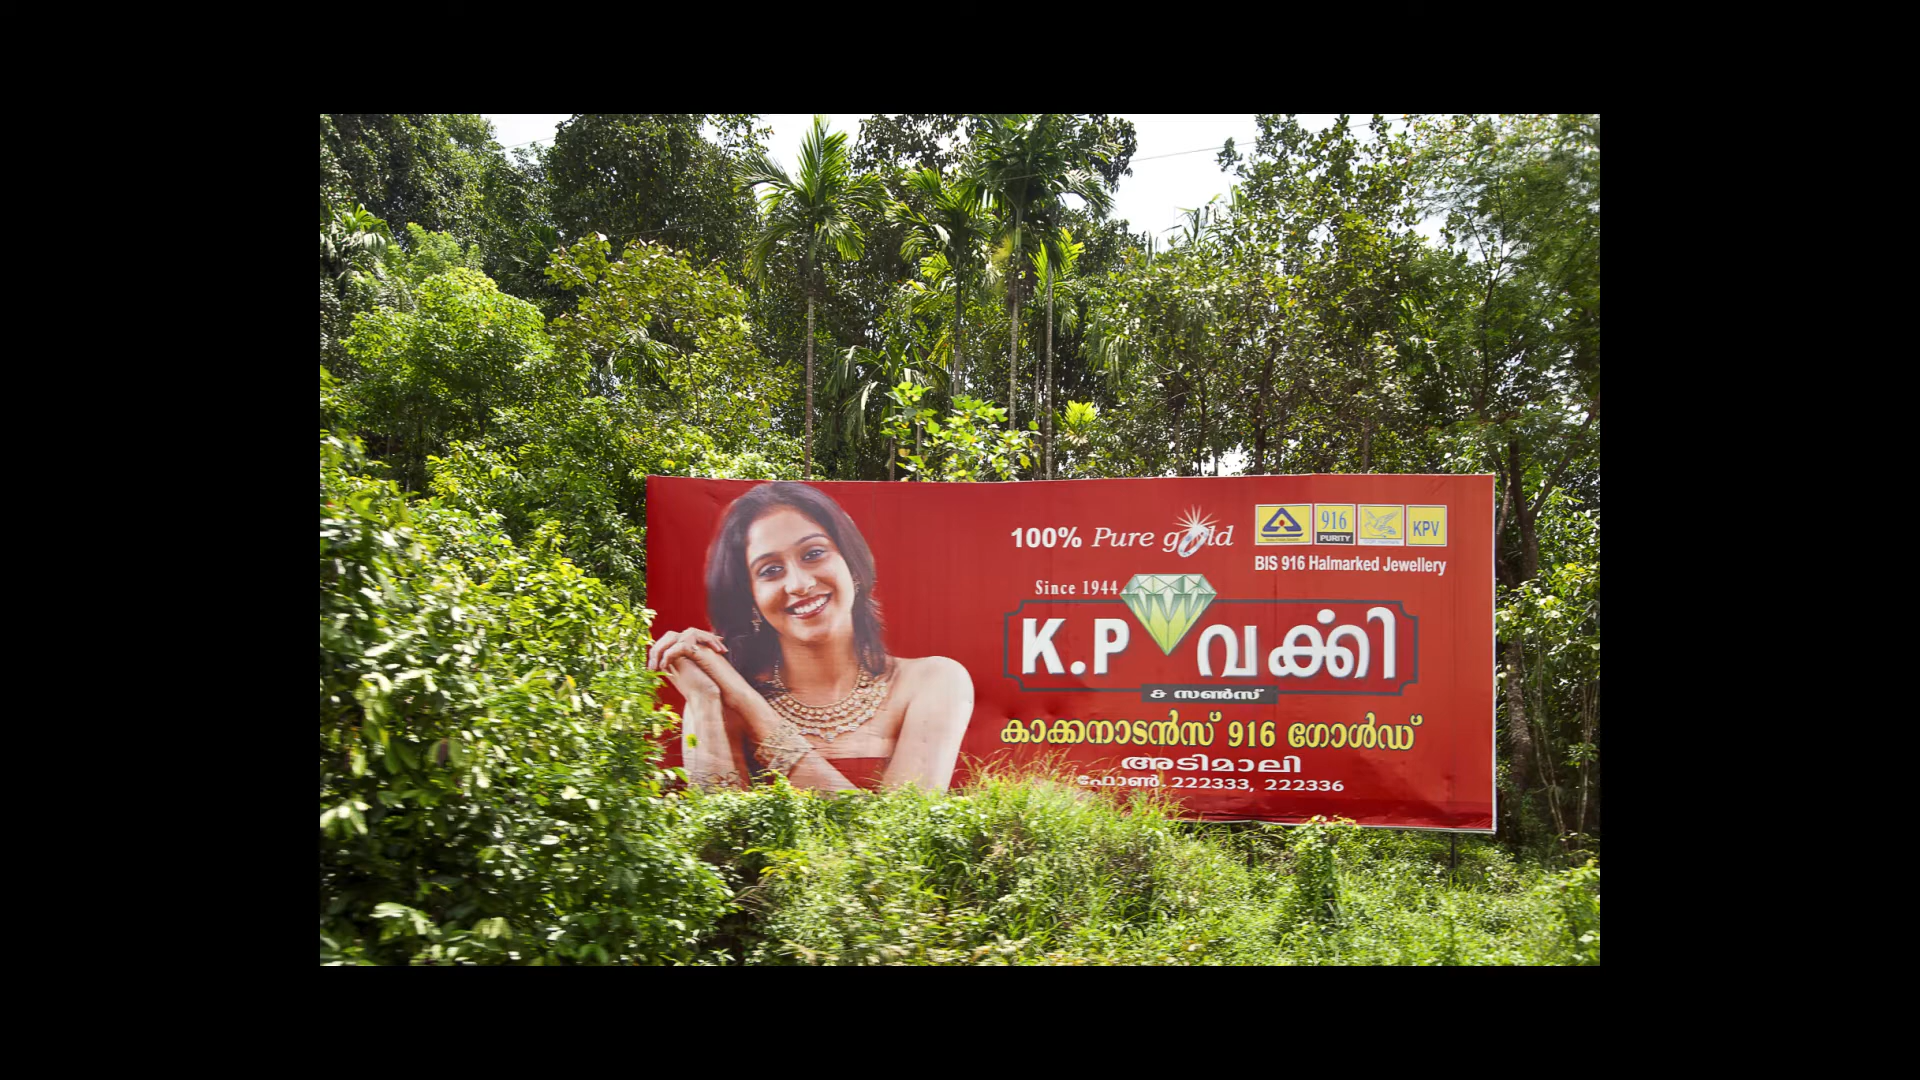 100% Pure gold
916
PURITY
KPV
BIS 916 Halmarked Jewellery
Since 1944
K.P വക്കി
& സൺസ്
കാക്കനാടൻസ് 916 ഗോൾഡ്
അടിമാലി
ഫോൺ. 222333, 222336